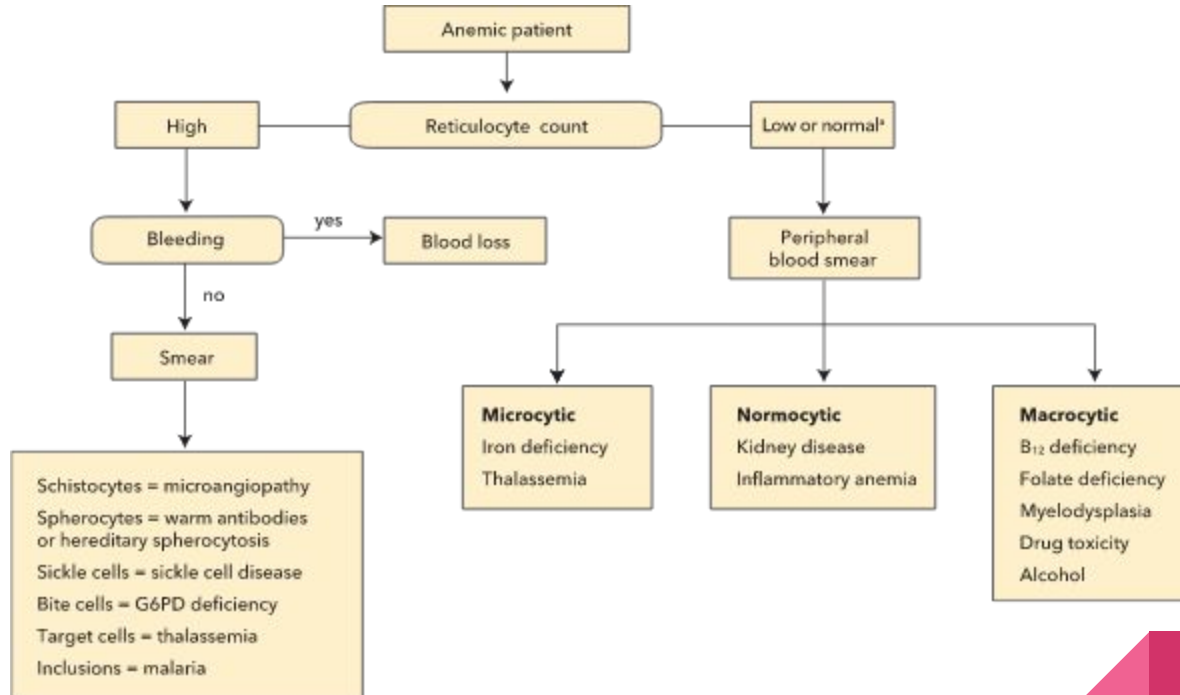 Anemic patient
High
Reticulocyte count
Low or normalª
Bleeding
yes
Blood loss
Peripheral
blood smear
no
Smear
Microcytic
Iron deficiency
Thalassemia
Normocytic
Kidney disease
Inflammatory anemia
Macrocytic
B₁₂ deficiency
Folate deficiency
Myelodysplasia
Drug toxicity
Alcohol
Schistocytes = microangiopathy
Spherocytes = warm antibodies
or hereditary spherocytosis
Sickle cells = sickle cell disease
Bite cells = G6PD deficiency
Target cells = thalassemia
Inclusions = malaria